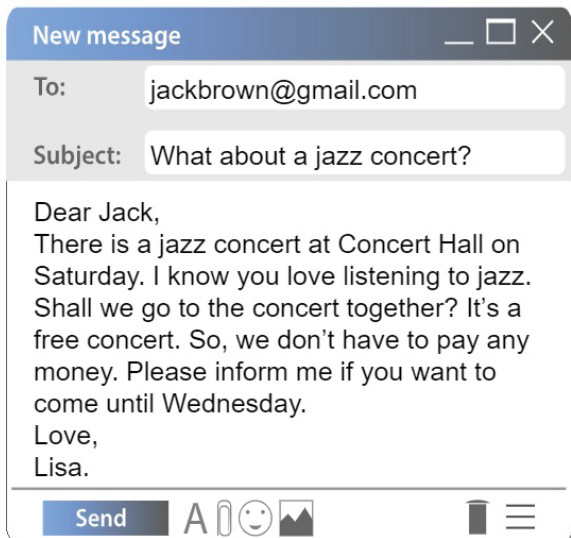 New message
To: jackbrown@gmail.com
Subject: What about a jazz concert?
Dear Jack,
There is a jazz concert at Concert Hall on
Saturday. I know you love listening to jazz.
Shall we go to the concert together? It’s a
free concert. So, we don’t have to pay any
money. Please inform me if you want to
come until Wednesday.
Love,
Lisa.
Send A